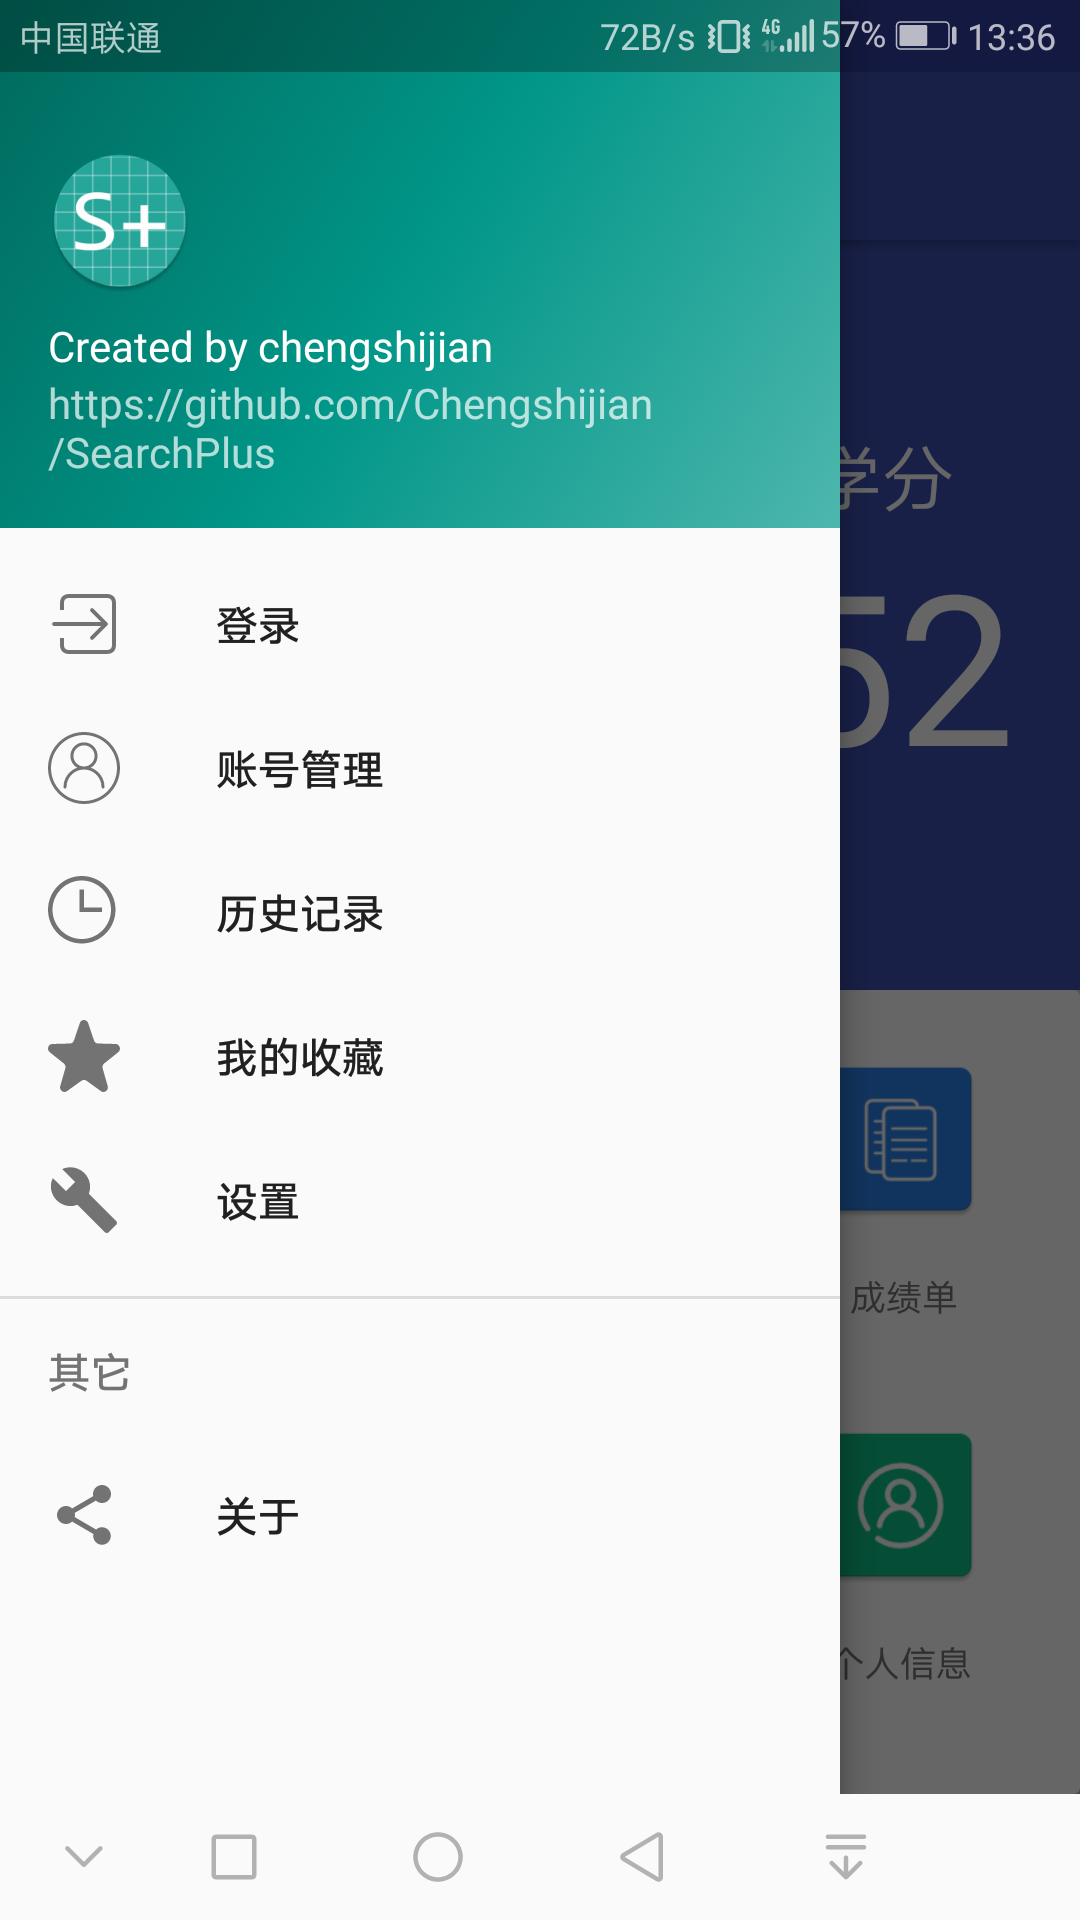 中国联通 72B/s 4G 57% 13:36
S+
Created by chengshijian
https://github.com/Chengshijian
/SearchPlus
学分
52
登录
账号管理
历史记录
我的收藏
设置
成绩单
其它
关于
个人信息